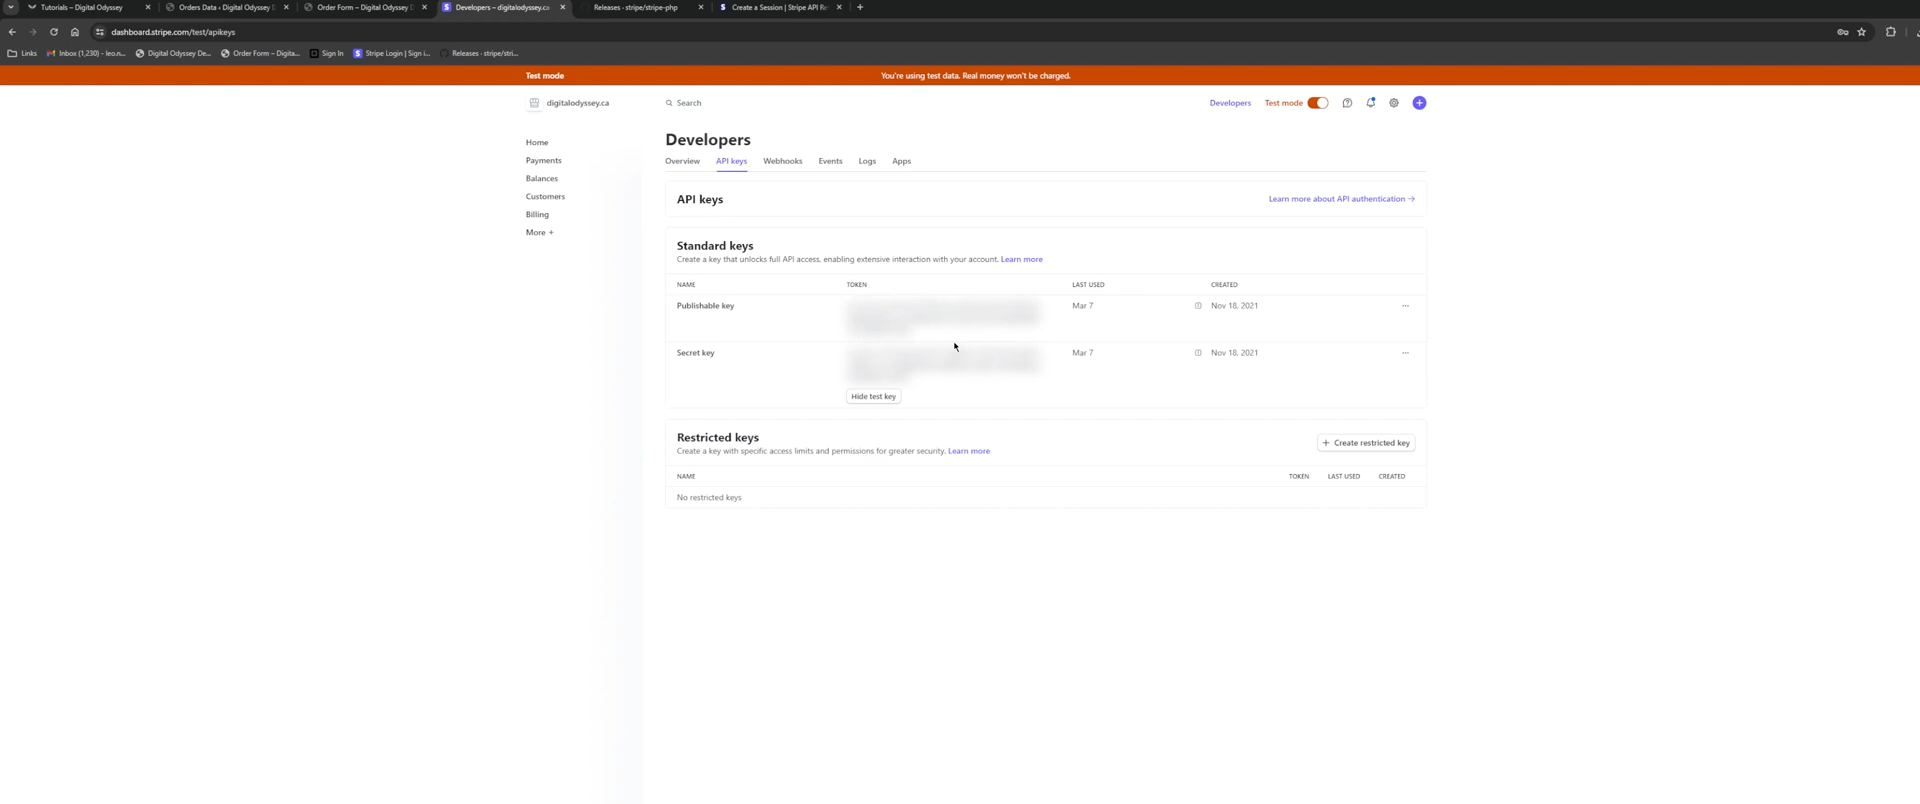 Tutorials – Digital Odyssey
Orders Data ‹ Digital Odyssey D
Order Form – Digital Odyssey D
Developers – digitalodyssey.ca
Releases · stripe/stripe-php
Create a Session | Stripe API Re
dashboard.stripe.com/test/apikeys
Links
Inbox (1,230) - leo.n...
Digital Odyssey De...
Order Form – Digita...
Sign In
Stripe Login | Sign i...
Releases · stripe/stri...
Test mode
You're using test data. Real money won't be charged.
digitalodyssey.ca
Search
Developers
Test mode
Home
Payments
Balances
Customers
Billing
More +
Developers
Overview API keys Webhooks Events Logs Apps
API keys
Learn more about API authentication →
Standard keys
Create a key that unlocks full API access, enabling extensive interaction with your account. Learn more
NAME TOKEN LAST USED CREATED
Publishable key Mar 7 Nov 18, 2021 ···
Secret key Mar 7 Nov 18, 2021 ···
Hide test key
Restricted keys
Create a key with specific access limits and permissions for greater security. Learn more
+ Create restricted key
NAME TOKEN LAST USED CREATED
No restricted keys